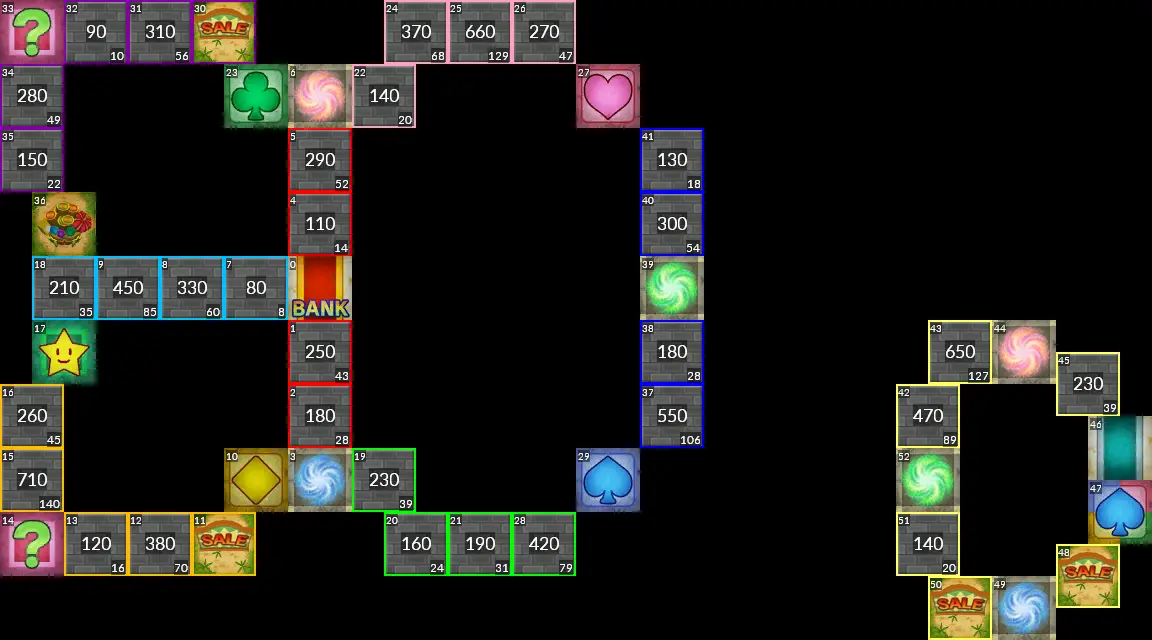 33 ? 32 90 10 31 310 56 30 SALE 24 370 68 25 660 129 26 270 47
34 280 49 23 6 22 140 20 27
35 150 22 5 290 52 41 130 18
36 4 110 14 40 300 54
18 210 35 9 450 85 8 330 60 7 80 8 0 BANK 39
17 1 250 43 38 180 28 43 650 127 44
45 230 39
16 260 45 2 180 28 37 550 106 42 470 89
46
15 710 140 10 3 19 230 39 29 52
47
14 ? 13 120 16 12 380 70 11 SALE 20 160 24 21 190 31 28 420 79 51 140 20
48 SALE
50 SALE 49